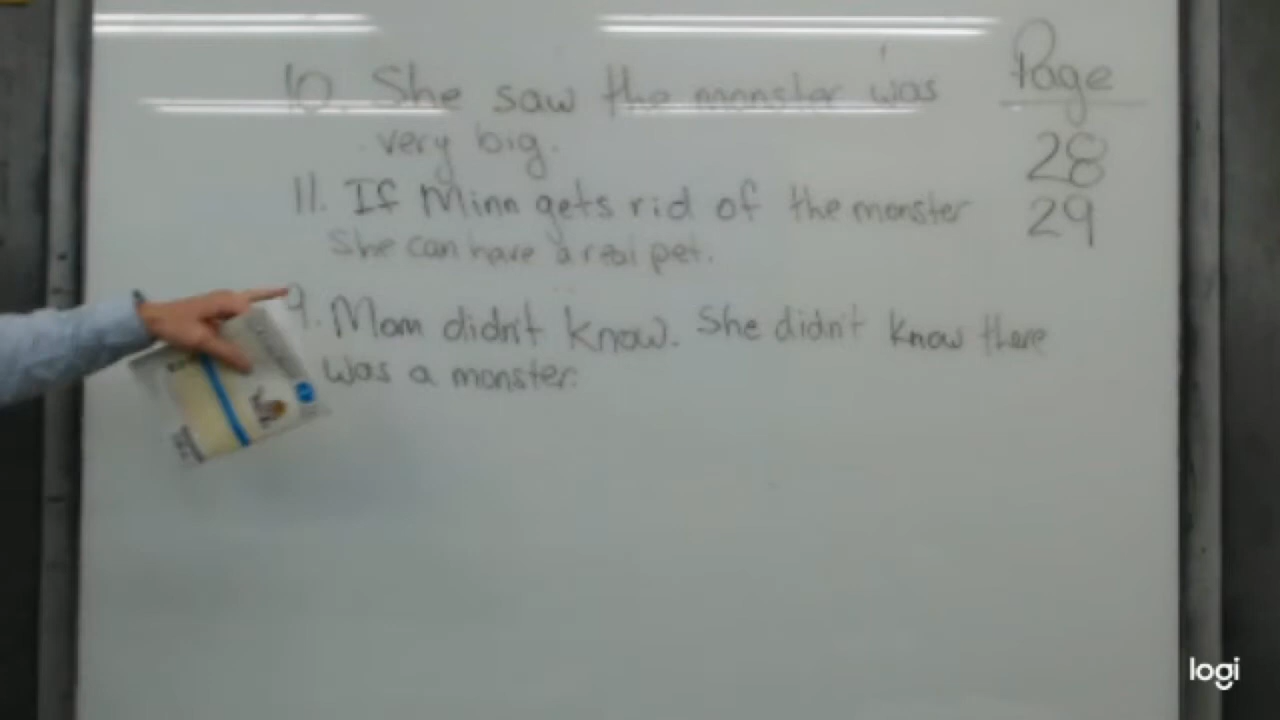 10. She saw the monster was
very big.
11. If Minn gets rid of the monster
She can have a real pet.
9. Mom didn't know. She didn't know there
was a monster.
Page
28
29
logi